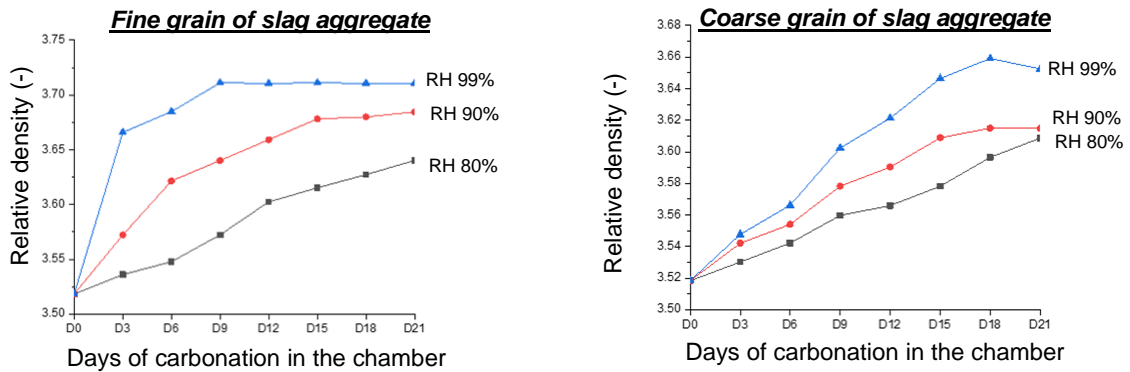 Fine grain of slag aggregate
3.75
3.70
3.65
3.60
3.55
3.50
Relative density (-)
RH 99%
RH 90%
RH 80%
D0 D3 D6 D9 D12 D15 D18 D21
Days of carbonation in the chamber
Coarse grain of slag aggregate
3.68
3.66
3.64
3.62
3.60
3.58
3.56
3.54
3.52
3.50
Relative density (-)
RH 99%
RH 90%
RH 80%
D0 D3 D6 D9 D12 D15 D18 D21
Days of carbonation in the chamber